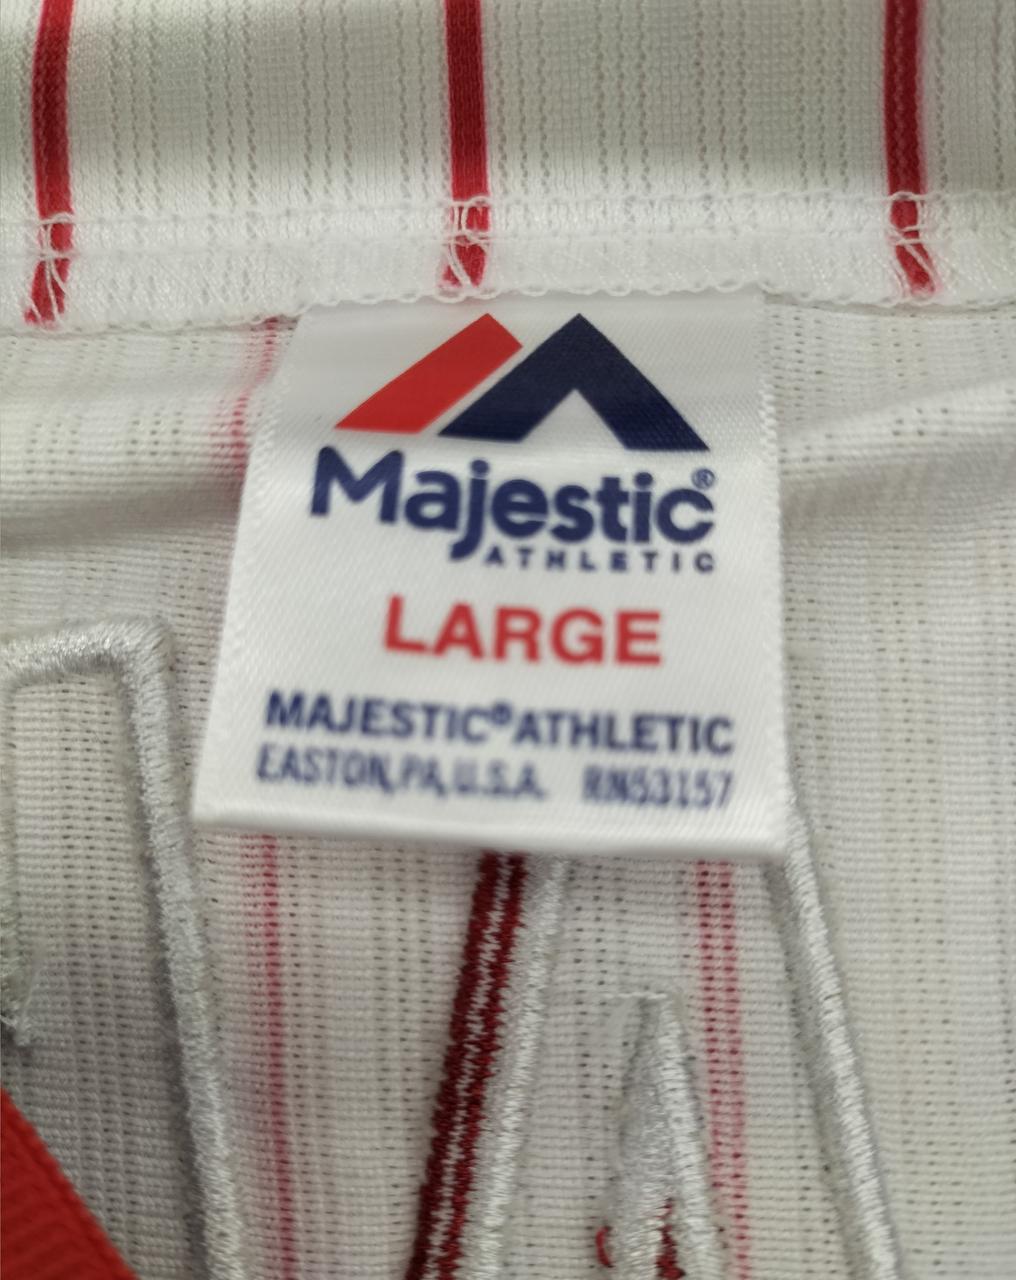 Majestic®
ATHLETIC
LARGE
MAJESTIC® ATHLETIC
EASTON, PA, U.S.A. RN53157